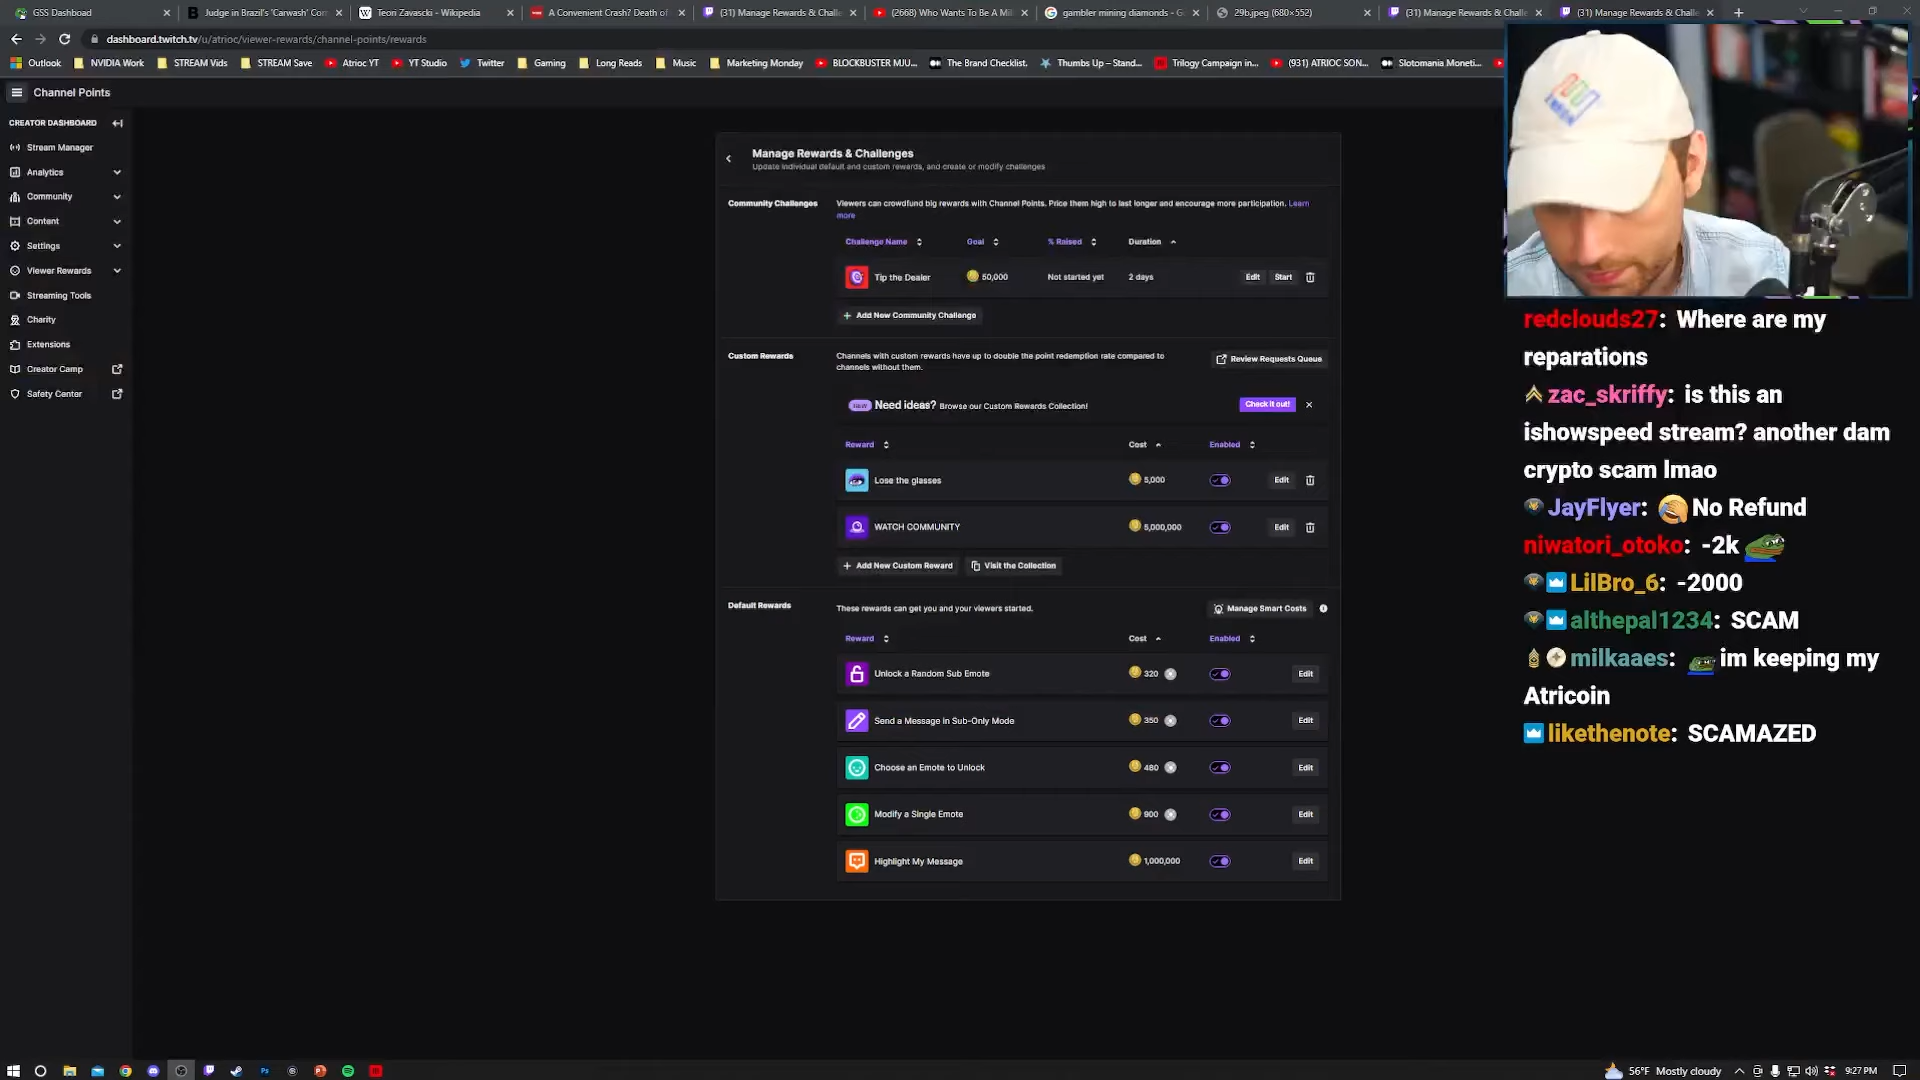 GSS Dashboad
Judge in Brazil's 'Carwash' Cor
Teori Zavascki - Wikipedia
A Convenient Crash? Death of
(31) Manage Rewards & Challe
(2668) Who Wants To Be A Mil
gambler mining diamonds - G
29b.jpeg (680×552)
(31) Manage Rewards & Challe
(31) Manage Rewards & Challe
dashboard.twitch.tv/u/atrioc/viewer-rewards/channel-points/rewards
Outlook
NVIDIA Work
STREAM Vids
STREAM Save
Atrioc YT
YT Studio
Twitter
Gaming
Long Reads
Music
Marketing Monday
BLOCKBUSTER MJU...
The Brand Checklist.
Thumbs Up – Stand...
Trilogy Campaign in...
(931) ATRIOC SON...
Slotomania Moneti...
Channel Points
CREATOR DASHBOARD
Stream Manager
Analytics
Community
Content
Settings
Viewer Rewards
Streaming Tools
Charity
Extensions
Creator Camp
Safety Center
Manage Rewards & Challenges
Update individual default and custom rewards, and create or modify challenges
Community Challenges
Viewers can crowdfund big rewards with Channel Points. Price them high to last longer and encourage more participation. Learn
more
Challenge Name Goal % Raised Duration
Tip the Dealer 50,000 Not started yet 2 days Edit Start
+ Add New Community Challenge
Custom Rewards
Channels with custom rewards have up to double the point redemption rate compared to
channels without them.
Review Requests Queue
NEW Need ideas? Browse our Custom Rewards Collection! Check it out!
Reward Cost Enabled
Lose the glasses 5,000 Edit
WATCH COMMUNITY 5,000,000 Edit
+ Add New Custom Reward Visit the Collection
Default Rewards
These rewards can get you and your viewers started.
Manage Smart Costs
Reward Cost Enabled
Unlock a Random Sub Emote 320 Edit
Send a Message in Sub-Only Mode 350 Edit
Choose an Emote to Unlock 480 Edit
Modify a Single Emote 900 Edit
Highlight My Message 1,000,000 Edit
redclouds27: Where are my
reparations
zac_skriffy: is this an
ishowspeed stream? another dam
crypto scam lmao
JayFlyer: No Refund
niwatori_otoko: -2k
LilBro_6: -2000
althepal1234: SCAM
milkaaes: im keeping my
Atricoin
likethenote: SCAMAZED
56°F Mostly cloudy
9:27 PM